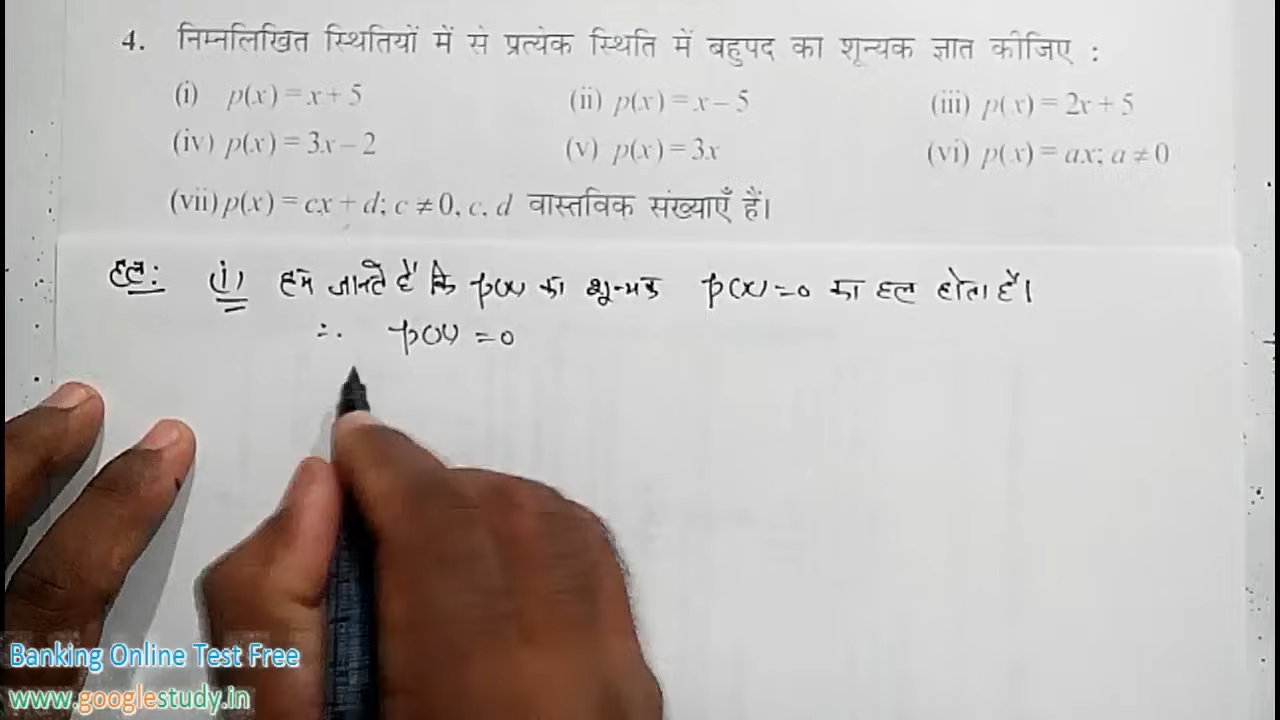 4. निम्नलिखित स्थितियों में से प्रत्येक स्थिति में बहुपद का शून्यक ज्ञात कीजिए :
(i) p(x) = x + 5 (ii) p(x) = x – 5 (iii) p(x) = 2x + 5
(iv) p(x) = 3x – 2 (v) p(x) = 3x (vi) p(x) = ax; a ≠ 0
(vii) p(x) = cx + d; c ≠ 0, c, d वास्तविक संख्याएँ हैं।
हल: (i) हम जानते हैं कि p(x) का शून्यक p(x) = 0 का हल होता है।
∴ p(x) = 0
Banking Online Test Free
www.googlestudy.in